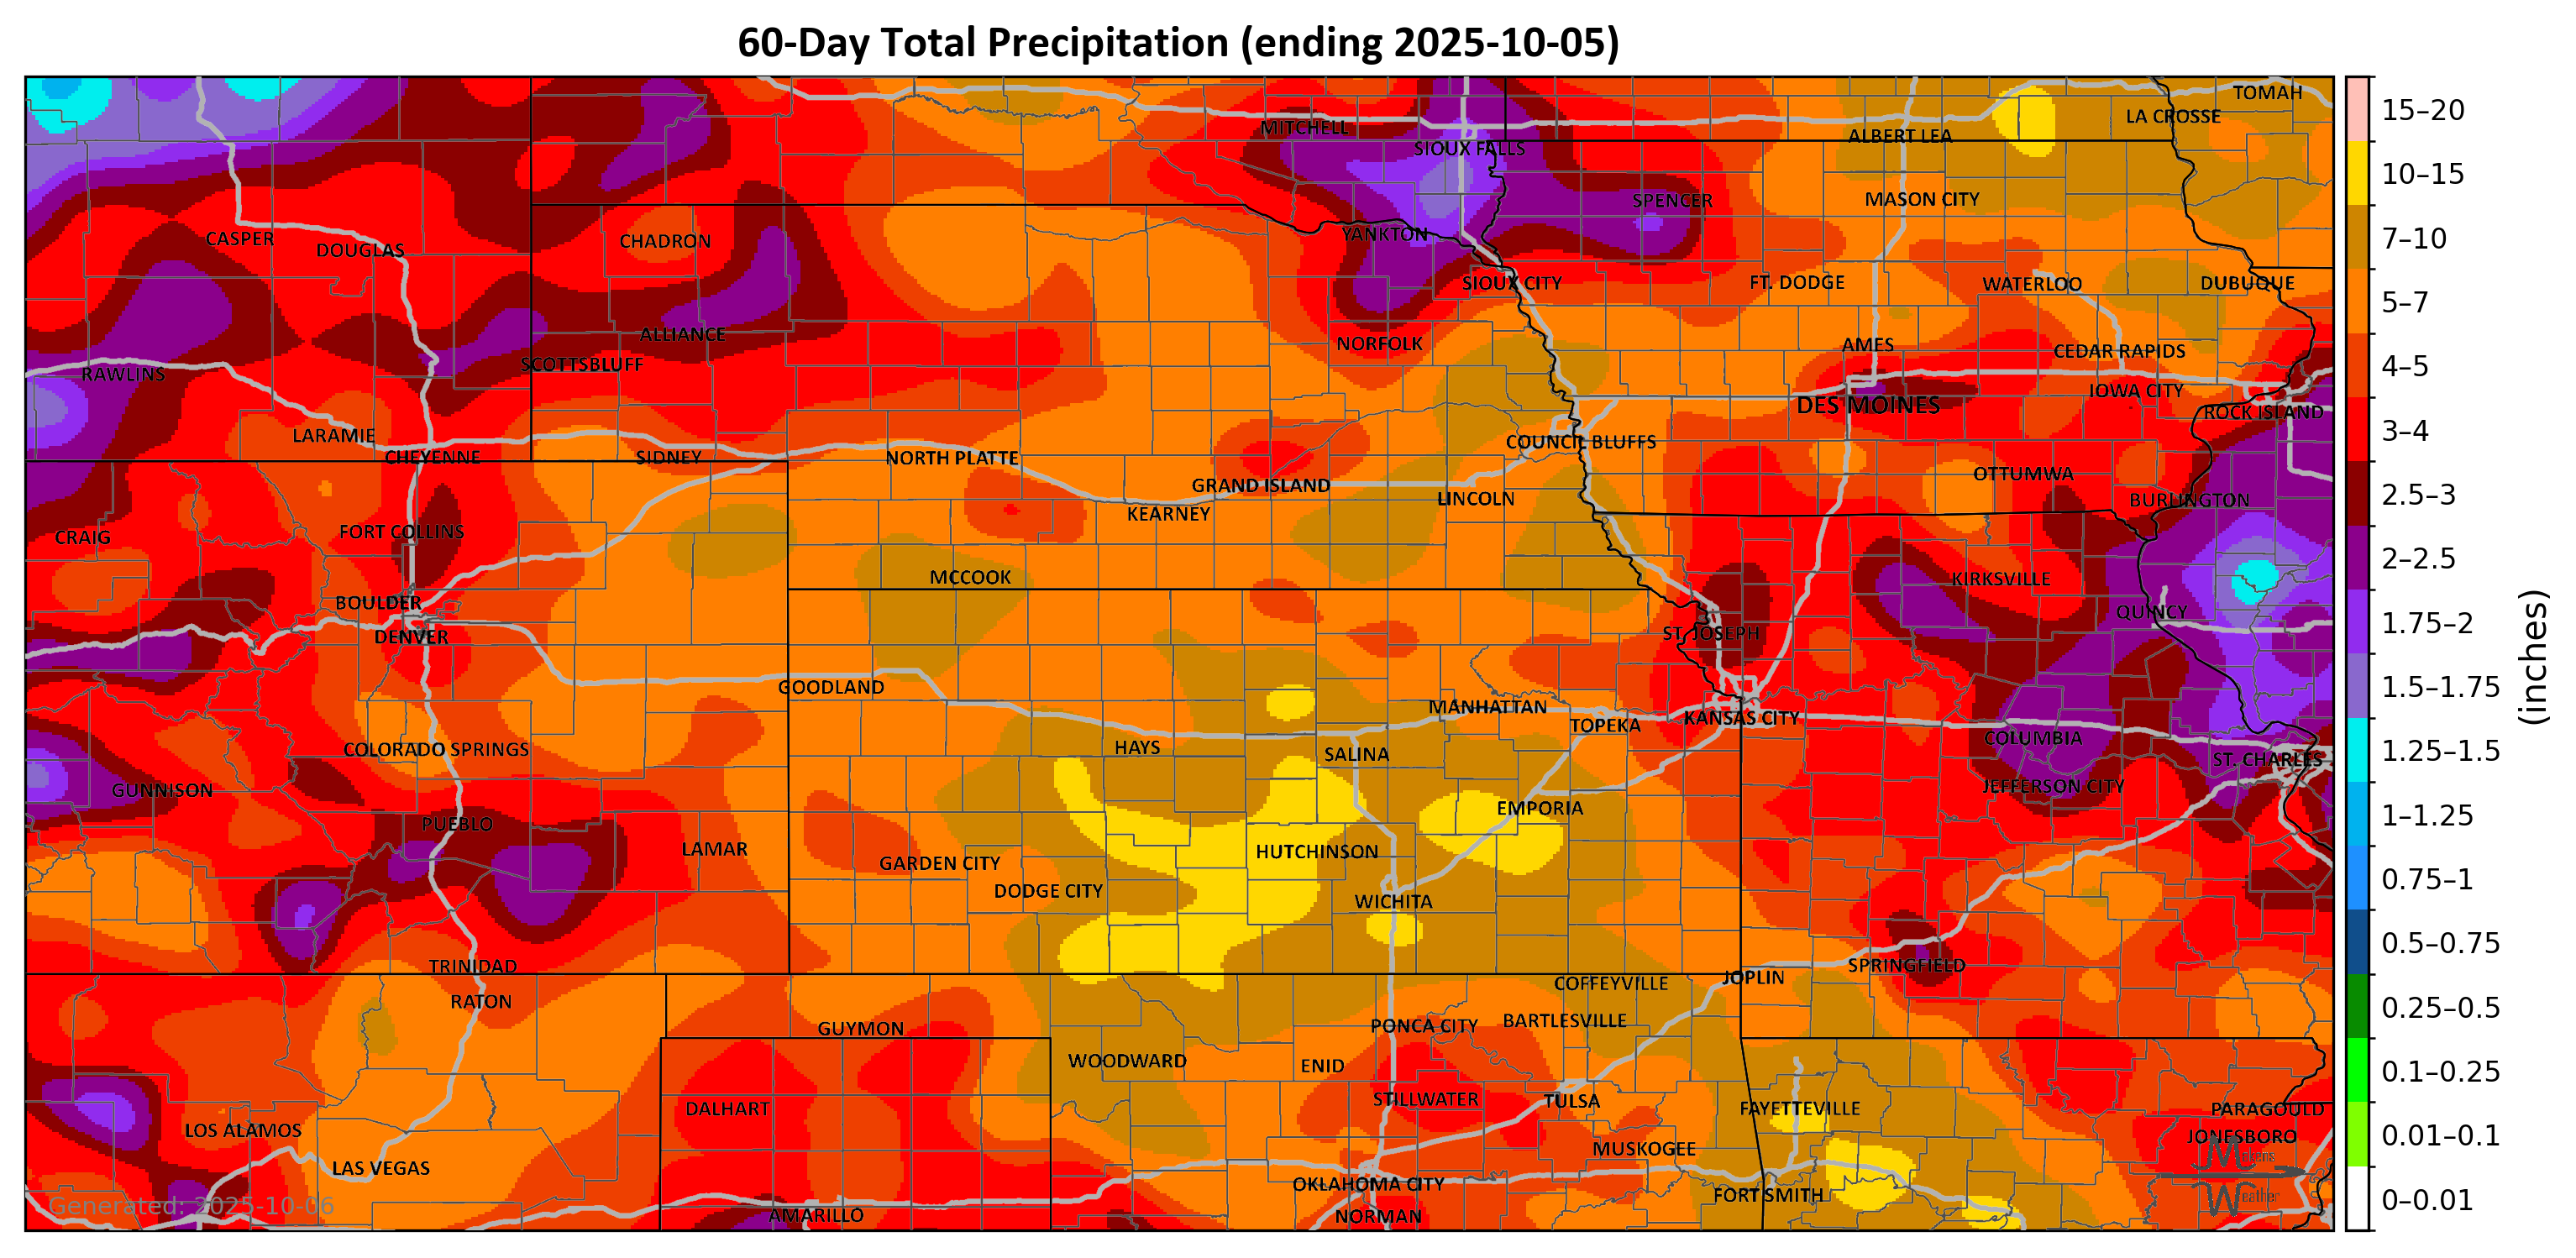 60-Day Total Precipitation (ending 2025-10-05)
TOMAH
LA CROSSE
MITCHELL
ALBERT LEA
SIOUX FALLS
SPENCER
MASON CITY
CASPER
DOUGLAS
CHADRON
YANKTON
SIOUX CITY
FT. DODGE
WATERLOO
DUBUQUE
ALLIANCE
NORFOLK
AMES
CEDAR RAPIDS
RAWLINS
SCOTTSBLUFF
IOWA CITY
DES MOINES
ROCK ISLAND
LARAMIE
COUNCIL BLUFFS
CHEYENNE
SIDNEY
NORTH PLATTE
OTTUMWA
GRAND ISLAND
LINCOLN
BURLINGTON
KEARNEY
CRAIG
FORT COLLINS
MCCOOK
KIRKSVILLE
BOULDER
QUINCY
DENVER
ST. JOSEPH
GOODLAND
MANHATTAN
TOPEKA
KANSAS CITY
COLORADO SPRINGS
HAYS
SALINA
COLUMBIA
ST. CHARLES
GUNNISON
JEFFERSON CITY
EMPORIA
PUEBLO
LAMAR
GARDEN CITY
HUTCHINSON
DODGE CITY
WICHITA
TRINIDAD
SPRINGFIELD
JOPLIN
COFFEYVILLE
RATON
GUYMON
PONCA CITY
BARTLESVILLE
WOODWARD
ENID
DALHART
STILLWATER
TULSA
FAYETTEVILLE
PARAGOULD
LOS ALAMOS
JONESBORO
MUSKOGEE
LAS VEGAS
OKLAHOMA CITY
FORT SMITH
AMARILLO
NORMAN
Generated: 2025-10-06
Weather
15–20
10–15
7–10
5–7
4–5
3–4
2.5–3
2–2.5
1.75–2
1.5–1.75
1.25–1.5
1–1.25
0.75–1
0.5–0.75
0.25–0.5
0.1–0.25
0.01–0.1
0–0.01
(inches)